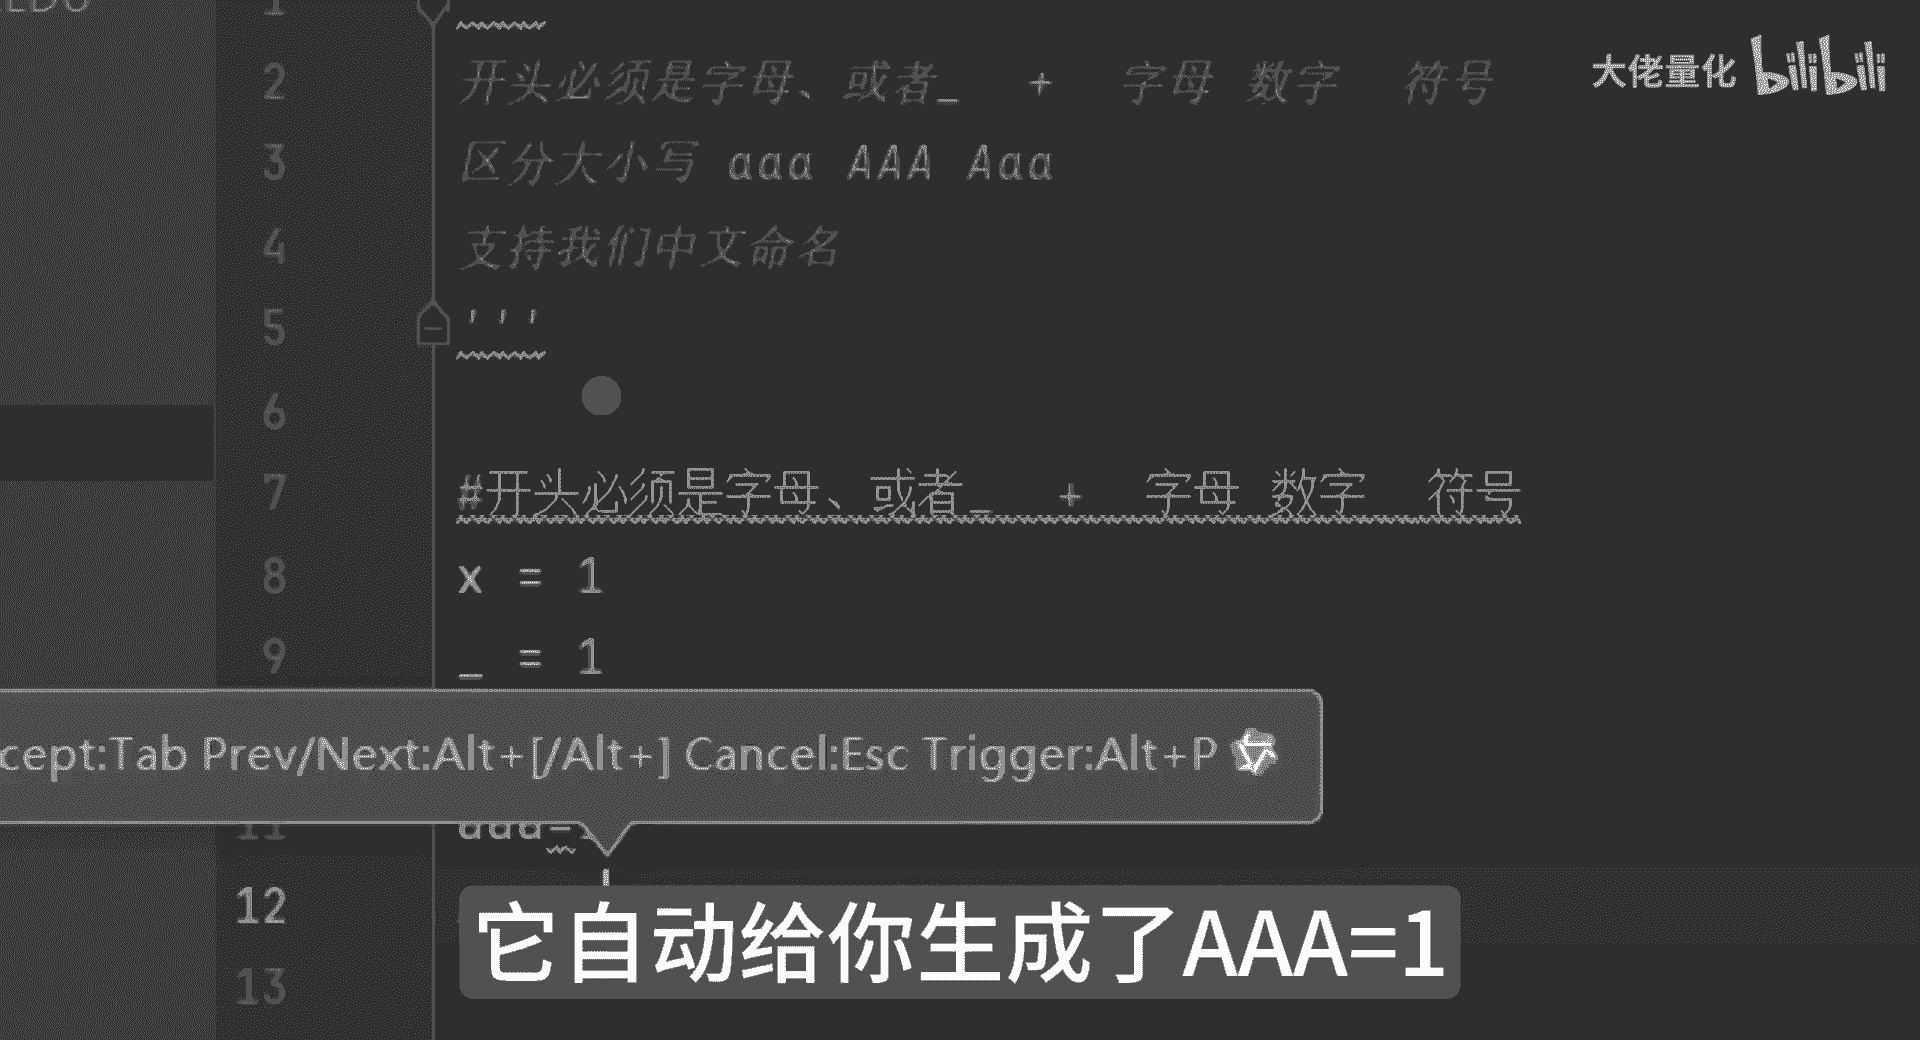 1
2 开头必须是字母、或者_ + 字母 数字 符号
大佬量化 bilibili
3 区分大小写 aaa AAA Aaa
4 支持我们中文命名
5 '''
6
7 #开头必须是字母、或者_ + 字母 数字 符号
8 x = 1
9 _ = 1
cept:Tab Prev/Next:Alt+[/Alt+] Cancel:Esc Trigger:Alt+P
11 aaa=
12
它自动给你生成了AAA=1
13